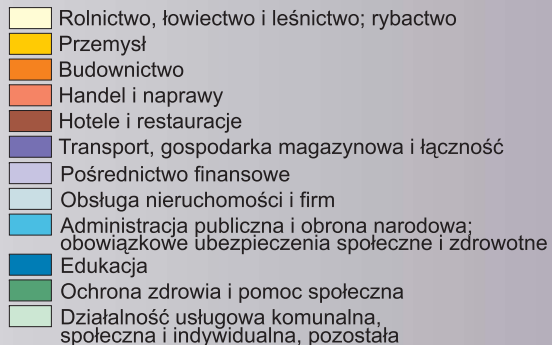 Rolnictwo, łowiectwo i leśnictwo; rybactwo
Przemysł
Budownictwo
Handel i naprawy
Hotele i restauracje
Transport, gospodarka magazynowa i łączność
Pośrednictwo finansowe
Obsługa nieruchomości i firm
Administracja publiczna i obrona narodowa;
obowiązkowe ubezpieczenia społeczne i zdrowotne
Edukacja
Ochrona zdrowia i pomoc społeczna
Działalność usługowa komunalna,
społeczna i indywidualna, pozostała